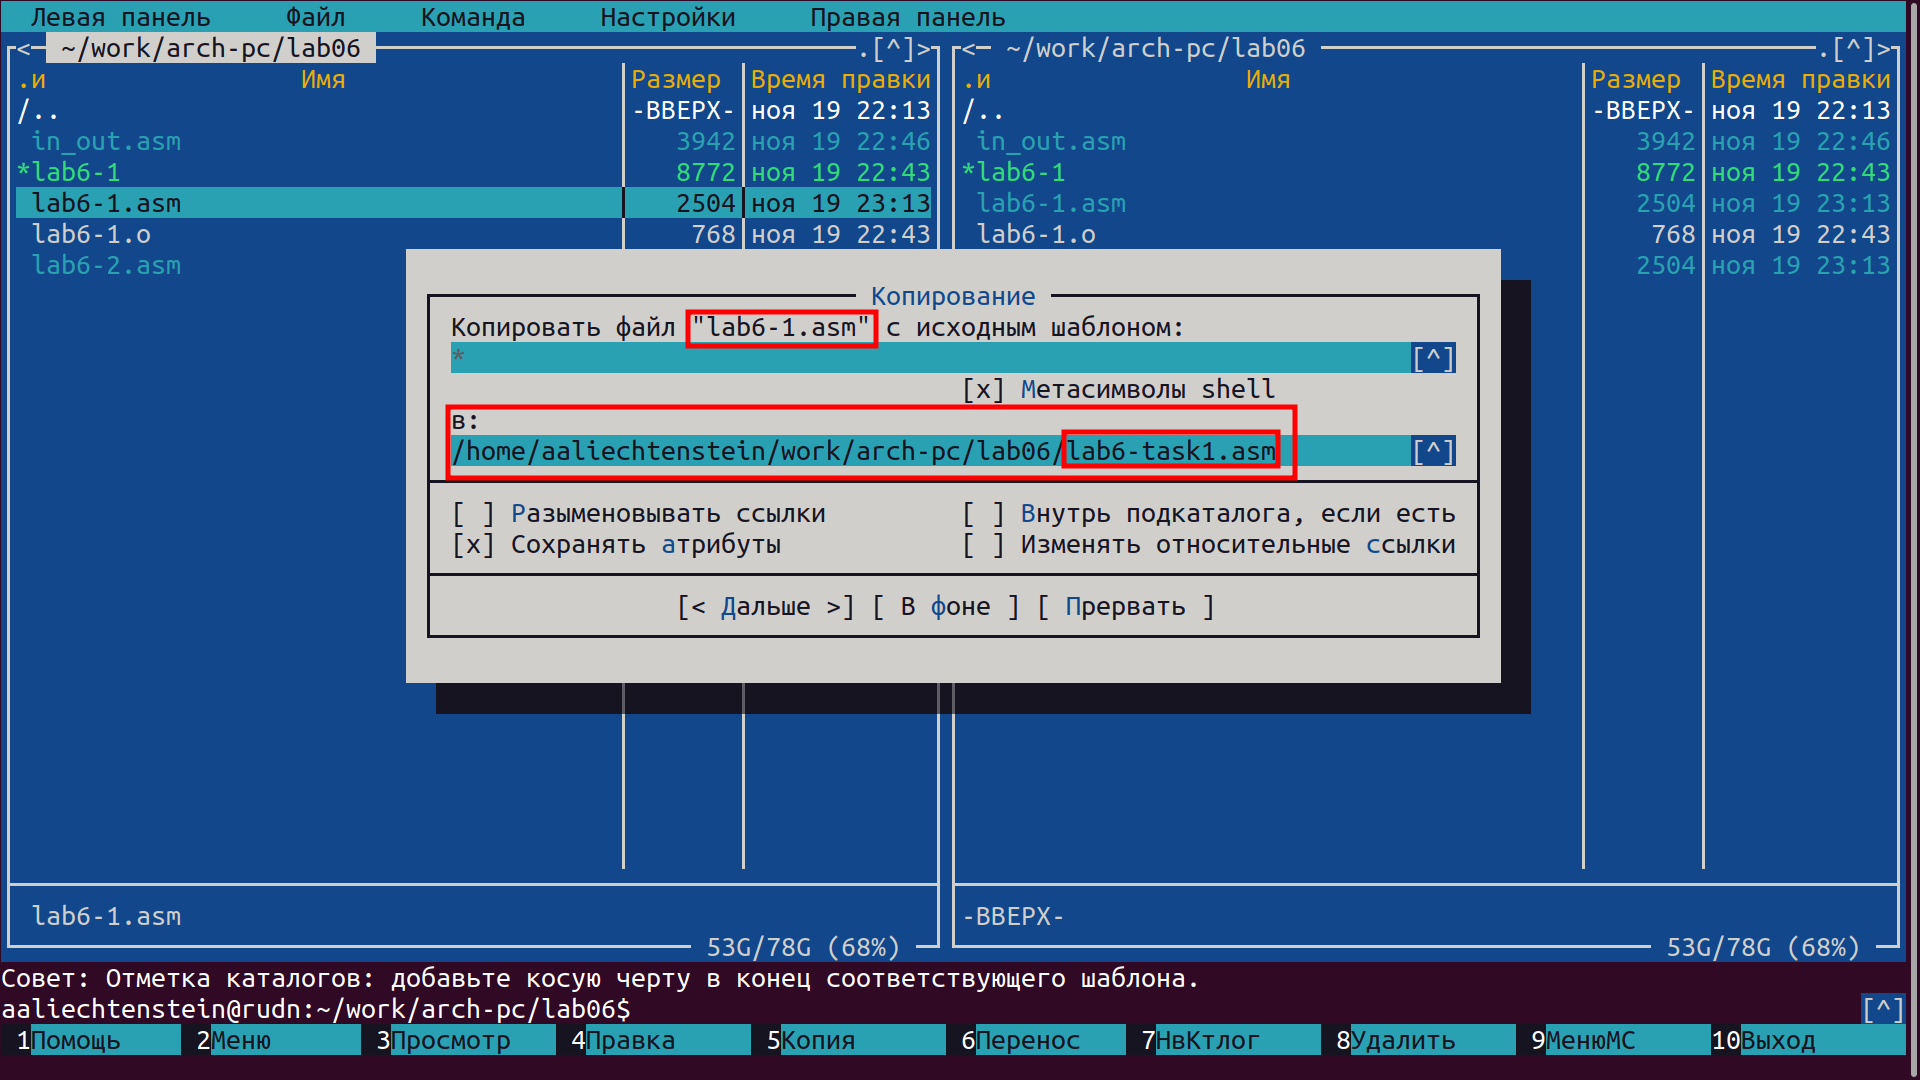 Левая панель Файл Команда Настройки Правая панель
<- ~/work/arch-pc/lab06 .[^]>
.и Имя Размер Время правки
/.. -ВВЕРХ- ноя 19 22:13
in_out.asm 3942 ноя 19 22:46
*lab6-1 8772 ноя 19 22:43
lab6-1.asm 2504 ноя 19 23:13
lab6-1.o 768 ноя 19 22:43
lab6-2.asm
<- ~/work/arch-pc/lab06 .[^]>
.и Имя Размер Время правки
/.. -ВВЕРХ- ноя 19 22:13
in_out.asm 3942 ноя 19 22:46
*lab6-1 8772 ноя 19 22:43
lab6-1.asm 2504 ноя 19 23:13
lab6-1.o 768 ноя 19 22:43
2504 ноя 19 23:13
Копирование
Копировать файл "lab6-1.asm" с исходным шаблоном:
* [^]
[x] Метасимволы shell
в:
/home/aaliechtenstein/work/arch-pc/lab06/lab6-task1.asm [^]
[ ] Разыменовывать ссылки [ ] Внутрь подкаталога, если есть
[x] Сохранять атрибуты [ ] Изменять относительные ссылки
[< Дальше >] [ В фоне ] [ Прервать ]
lab6-1.asm -ВВЕРХ-
53G/78G (68%) 53G/78G (68%)
Совет: Отметка каталогов: добавьте косую черту в конец соответствующего шаблона.
aaliechtenstein@rudn:~/work/arch-pc/lab06$ [^]
1Помощь 2Меню 3Просмотр 4Правка 5Копия 6Перенос 7НвКтлог 8Удалить 9МенюМС 10Выход